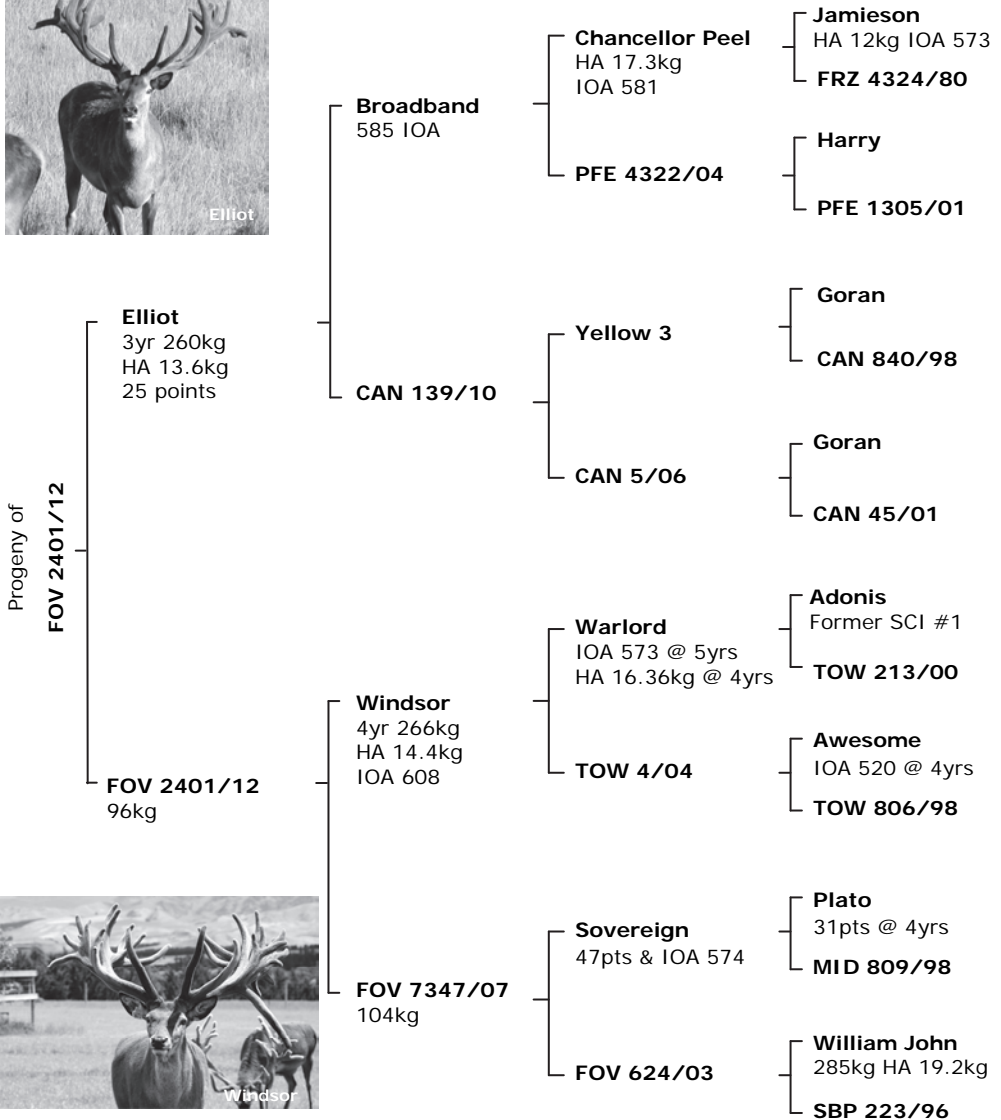 Elliot
Progeny of
FOV 2401/12
Elliot
3yr 260kg
HA 13.6kg
25 points
FOV 2401/12
96kg
Broadband
585 IOA
CAN 139/10
Windsor
4yr 266kg
HA 14.4kg
IOA 608
FOV 7347/07
104kg
Chancellor Peel
HA 17.3kg
IOA 581
PFE 4322/04
Yellow 3
CAN 5/06
Warlord
IOA 573 @ 5yrs
HA 16.36kg @ 4yrs
TOW 4/04
Sovereign
47pts & IOA 574
FOV 624/03
Jamieson
HA 12kg IOA 573
FRZ 4324/80
Harry
PFE 1305/01
Goran
CAN 840/98
Goran
CAN 45/01
Adonis
Former SCI #1
TOW 213/00
Awesome
IOA 520 @ 4yrs
TOW 806/98
Plato
31pts @ 4yrs
MID 809/98
William John
285kg HA 19.2kg
SBP 223/96
Windsor